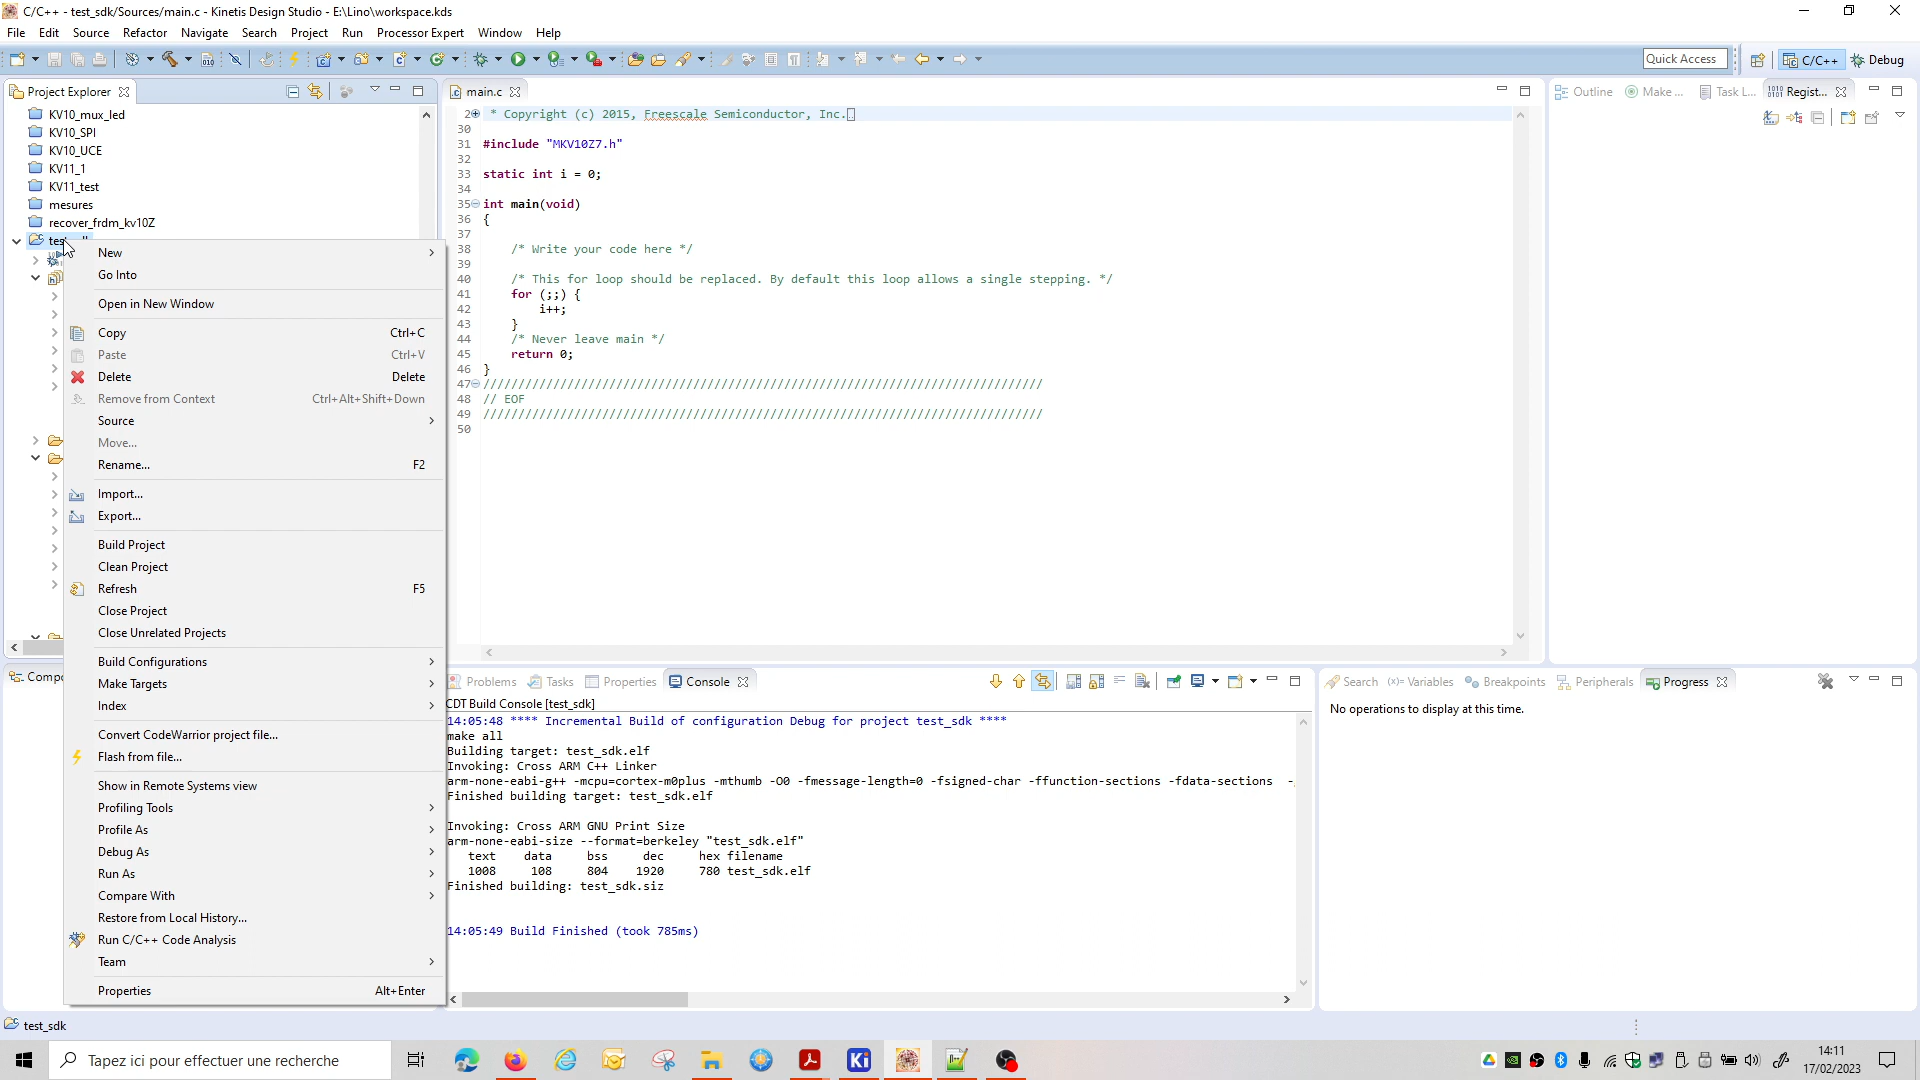 C/C++ - test_sdk/Sources/main.c - Kinetis Design Studio - E:\Lino\workspace.kds
File Edit Source Refactor Navigate Search Project Run Processor Expert Window Help
Quick Access
C/C++
Debug
Project Explorer
KV10_mux_led
KV10_SPI
KV10_UCE
KV11_1
KV11_test
mesures
recover_frdm_kv10Z
New
Go Into
Open in New Window
Copy Ctrl+C
Paste Ctrl+V
Delete Delete
Remove from Context Ctrl+Alt+Shift+Down
Source
Move...
Rename... F2
Import...
Export...
Build Project
Clean Project
Refresh F5
Close Project
Close Unrelated Projects
Build Configurations
Make Targets
Index
Convert CodeWarrior project file...
Flash from file...
Show in Remote Systems view
Profiling Tools
Profile As
Debug As
Run As
Compare With
Restore from Local History...
Run C/C++ Code Analysis
Team
Properties Alt+Enter
Compo
main.c
2 * Copyright (c) 2015, Freescale Semiconductor, Inc.
30
31 #include "MKV10Z7.h"
32
33 static int i = 0;
34
35 int main(void)
36 {
37
38 /* Write your code here */
39
40 /* This for loop should be replaced. By default this loop allows a single stepping. */
41 for (;;) {
42 i++;
43 }
44 /* Never leave main */
45 return 0;
46 }
47 ////////////////////////////////////////////////////////////////////////////////
48 // EOF
49 ////////////////////////////////////////////////////////////////////////////////
50
Outline Make ... Task L... Regist...
Problems Tasks Properties Console
CDT Build Console [test_sdk]
14:05:48 **** Incremental Build of configuration Debug for project test_sdk ****
make all
Building target: test_sdk.elf
Invoking: Cross ARM C++ Linker
arm-none-eabi-g++ -mcpu=cortex-m0plus -mthumb -O0 -fmessage-length=0 -fsigned-char -ffunction-sections -fdata-sections -
Finished building target: test_sdk.elf
Invoking: Cross ARM GNU Print Size
arm-none-eabi-size --format=berkeley "test_sdk.elf"
text data bss dec hex filename
1008 108 804 1920 780 test_sdk.elf
Finished building: test_sdk.siz
14:05:49 Build Finished (took 785ms)
Search (x)= Variables Breakpoints Peripherals Progress
No operations to display at this time.
test_sdk
Tapez ici pour effectuer une recherche
Ki
14:11
17/02/2023